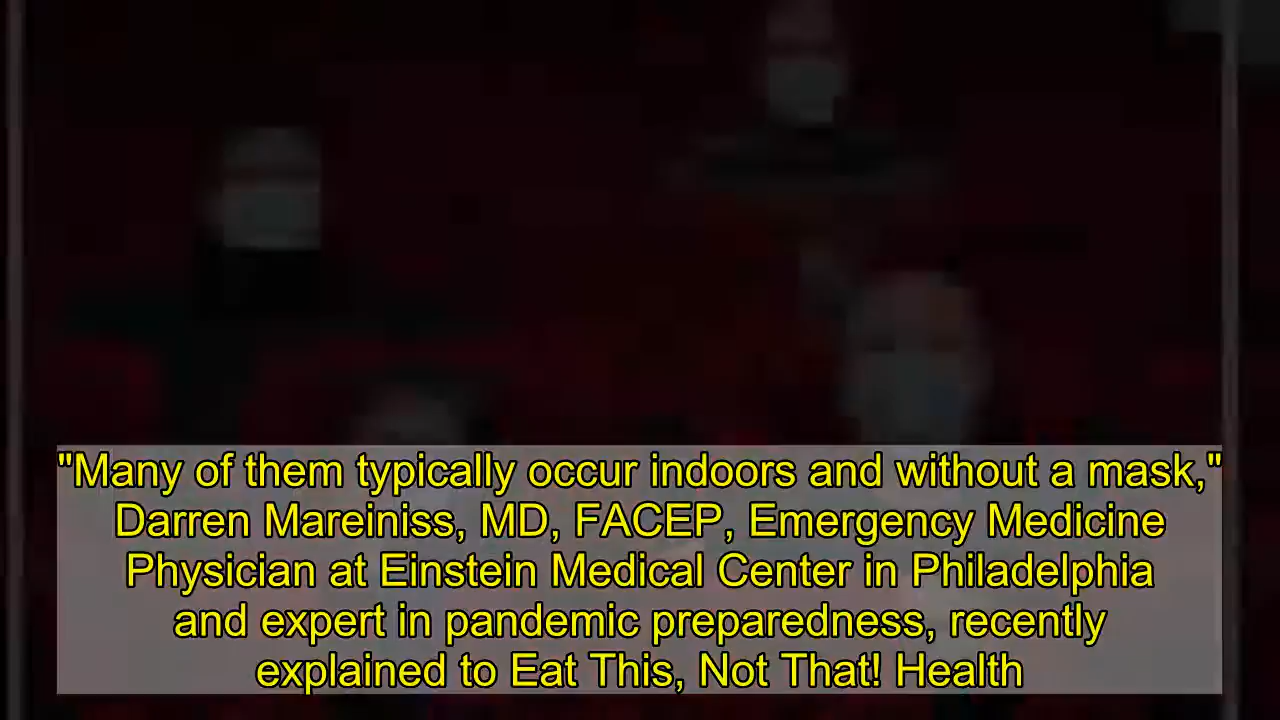 "Many of them typically occur indoors and without a mask,"
Darren Mareiniss, MD, FACEP, Emergency Medicine
Physician at Einstein Medical Center in Philadelphia
and expert in pandemic preparedness, recently
explained to Eat This, Not That! Health